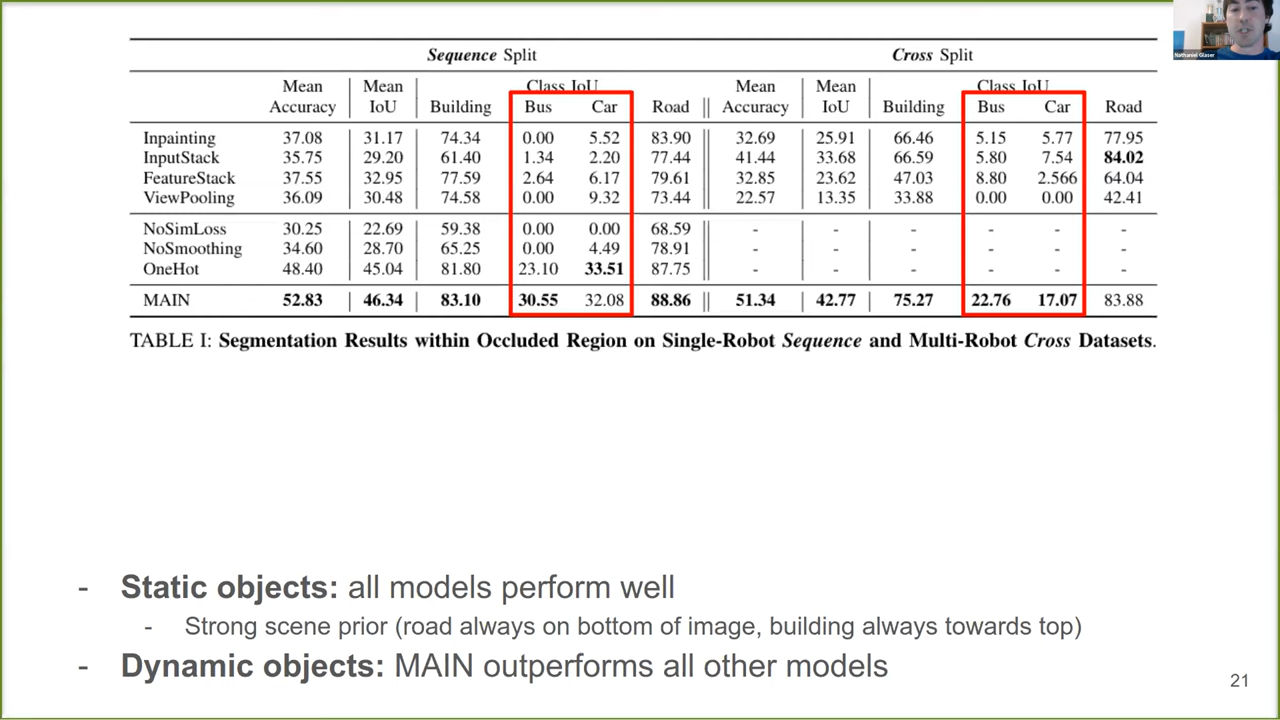 Nathaniel Glaser
Sequence Split Cross Split
Mean Mean Class IoU Mean Mean Class IoU
Accuracy IoU Building Bus Car Road Accuracy IoU Building Bus Car Road
Inpainting 37.08 31.17 74.34 0.00 5.52 83.90 32.69 25.91 66.46 5.15 5.77 77.95
InputStack 35.75 29.20 61.40 1.34 2.20 77.44 41.44 33.68 66.59 5.80 7.54 84.02
FeatureStack 37.55 32.95 77.59 2.64 6.17 79.61 32.85 23.62 47.03 8.80 2.566 64.04
ViewPooling 36.09 30.48 74.58 0.00 9.32 73.44 22.57 13.35 33.88 0.00 0.00 42.41
NoSimLoss 30.25 22.69 59.38 0.00 0.00 68.59 - - - - - -
NoSmoothing 34.60 28.70 65.25 0.00 4.49 78.91 - - - - - -
OneHot 48.40 45.04 81.80 23.10 33.51 87.75 - - - - - -
MAIN 52.83 46.34 83.10 30.55 32.08 88.86 51.34 42.77 75.27 22.76 17.07 83.88
TABLE I: Segmentation Results within Occluded Region on Single-Robot Sequence and Multi-Robot Cross Datasets.
- Static objects: all models perform well
- Strong scene prior (road always on bottom of image, building always towards top)
- Dynamic objects: MAIN outperforms all other models
21